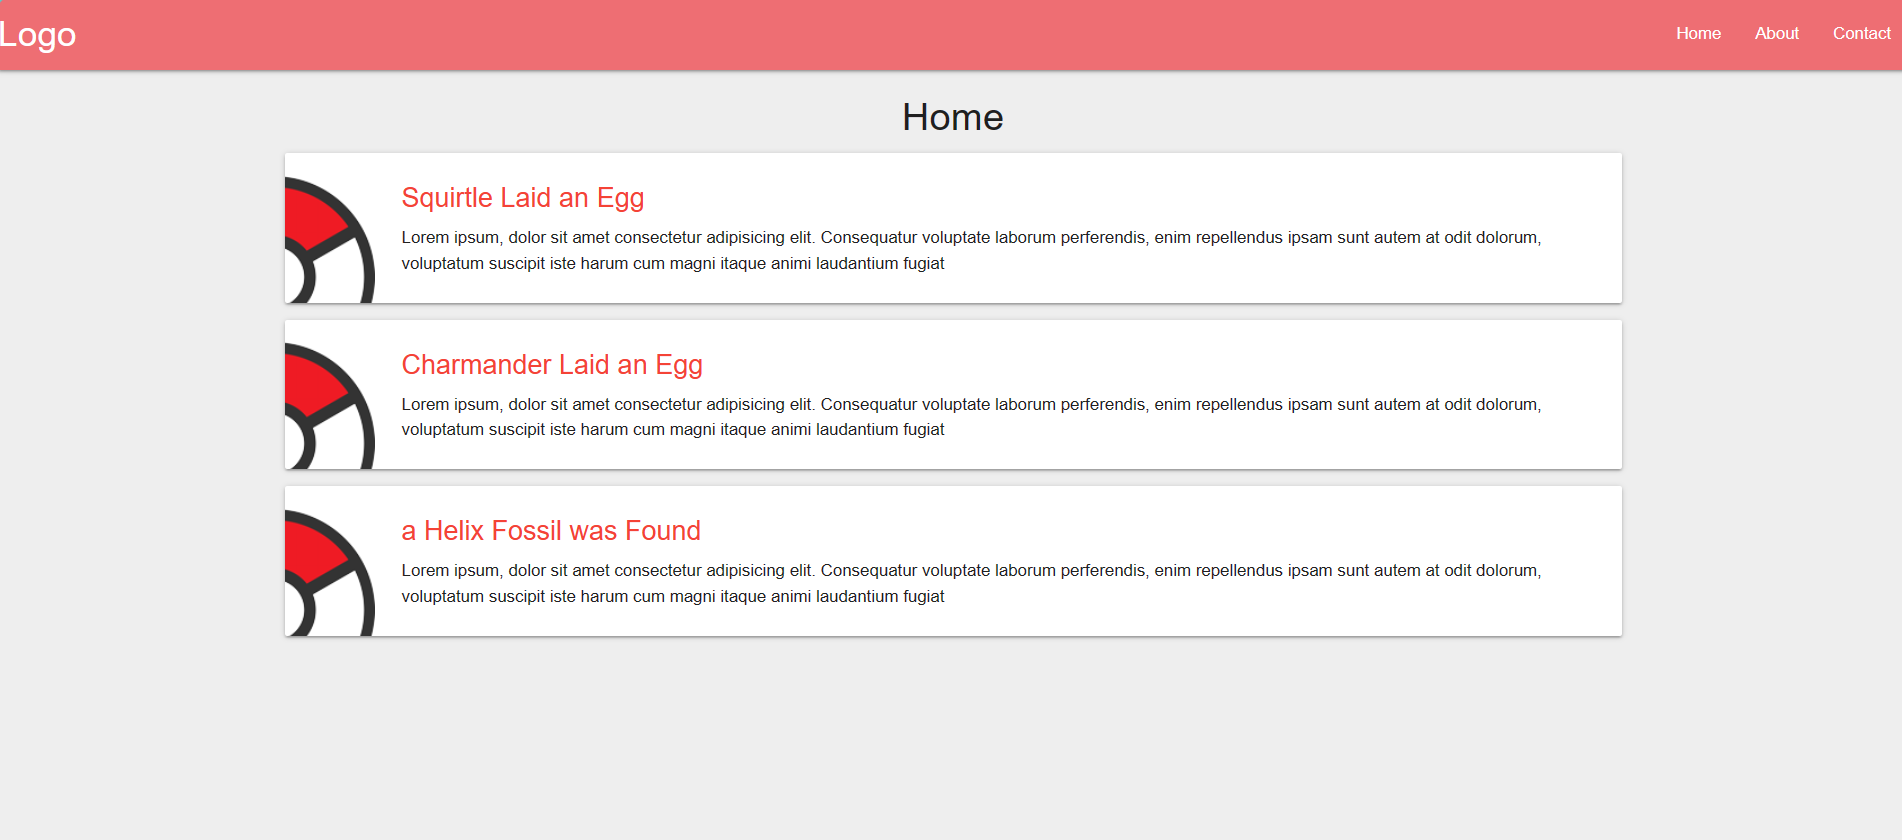 Logo
Home About Contact
Home
Squirtle Laid an Egg
Lorem ipsum, dolor sit amet consectetur adipisicing elit. Consequatur voluptate laborum perferendis, enim repellendus ipsam sunt autem at odit dolorum,
voluptatum suscipit iste harum cum magni itaque animi laudantium fugiat
Charmander Laid an Egg
Lorem ipsum, dolor sit amet consectetur adipisicing elit. Consequatur voluptate laborum perferendis, enim repellendus ipsam sunt autem at odit dolorum,
voluptatum suscipit iste harum cum magni itaque animi laudantium fugiat
a Helix Fossil was Found
Lorem ipsum, dolor sit amet consectetur adipisicing elit. Consequatur voluptate laborum perferendis, enim repellendus ipsam sunt autem at odit dolorum,
voluptatum suscipit iste harum cum magni itaque animi laudantium fugiat